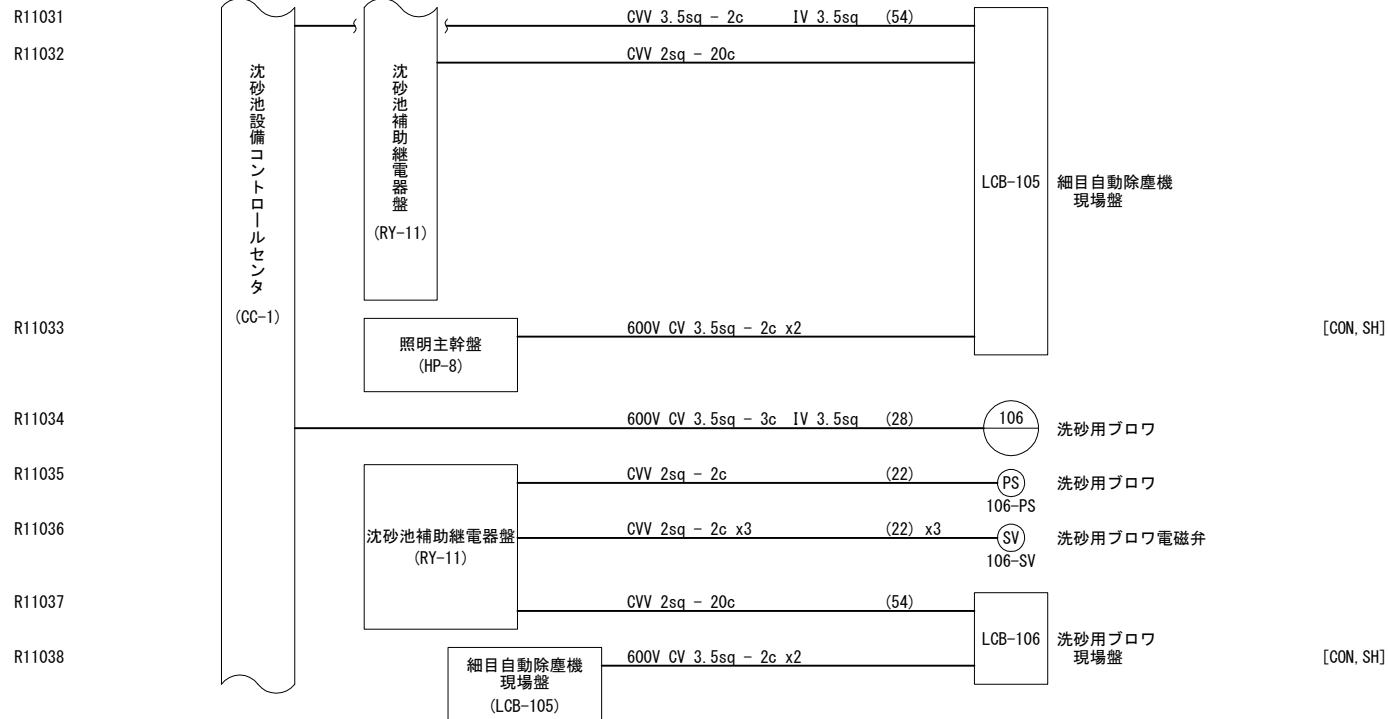 R11031
CVV 3.5sq - 2c IV 3.5sq (54)
R11032
CVV 2sq - 20c
沈砂池設備コントロールセンタ
(CC-1)
沈砂池補助継電器盤
(RY-11)
LCB-105
細目自動除塵機
現場盤
R11033
照明主幹盤
(HP-8)
600V CV 3.5sq - 2c x2
[CON, SH]
R11034
600V CV 3.5sq - 3c IV 3.5sq (28)
106
洗砂用ブロワ
R11035
CVV 2sq - 2c (22)
PS
106-PS
洗砂用ブロワ
R11036
沈砂池補助継電器盤
(RY-11)
CVV 2sq - 2c x3 (22) x3
SV
106-SV
洗砂用ブロワ電磁弁
R11037
CVV 2sq - 20c (54)
LCB-106
洗砂用ブロワ
現場盤
R11038
細目自動除塵機
現場盤
(LCB-105)
600V CV 3.5sq - 2c x2
[CON, SH]